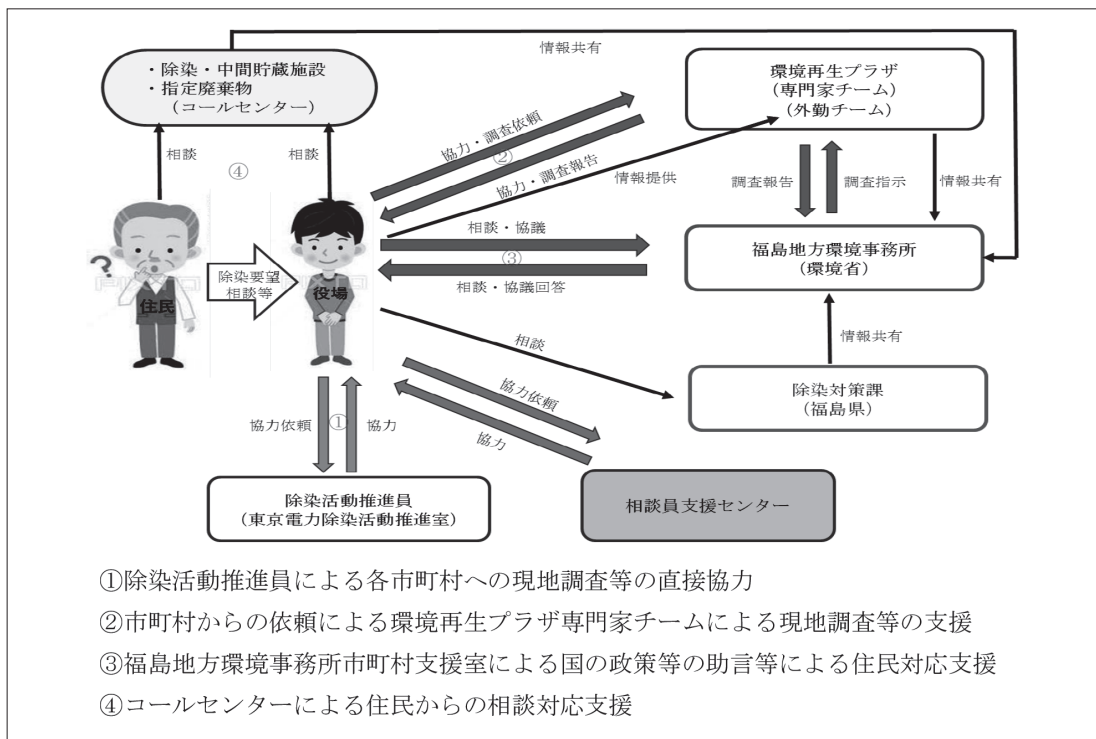 ・除染・中間貯蔵施設
・指定廃棄物
（コールセンター）
情報共有
環境再生プラザ
（専門家チーム）
（外勤チーム）
相談
相談
④
協力・調査依頼
②
協力・調査報告
情報提供
調査報告
調査指示
情報共有
相談・協議
③
相談・協議回答
福島地方環境事務所
（環境省）
?
住民
除染要望
相談等
役場
相談
情報共有
除染対策課
（福島県）
協力依頼
①
協力
協力依頼
協力
除染活動推進員
（東京電力除染活動推進室）
相談員支援センター
①除染活動推進員による各市町村への現地調査等の直接協力
②市町村からの依頼による環境再生プラザ専門家チームによる現地調査等の支援
③福島地方環境事務所市町村支援室による国の政策等の助言等による住民対応支援
④コールセンターによる住民からの相談対応支援